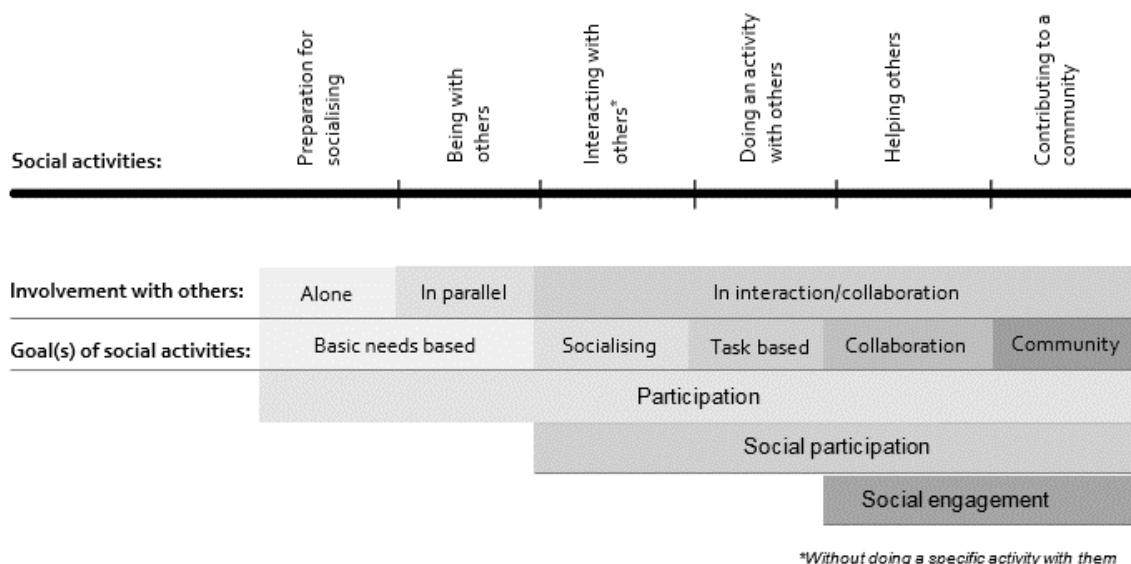 Preparation for
socialising
Being with
others
Interacting with
others*
Doing an activity
with others
Helping others
Contributing to a
community
Social activities:
Involvement with others:
Alone
In parallel
In interaction/collaboration
Goal(s) of social activities:
Basic needs based
Socialising
Task based
Collaboration
Community
Participation
Social participation
Social engagement
*Without doing a specific activity with them